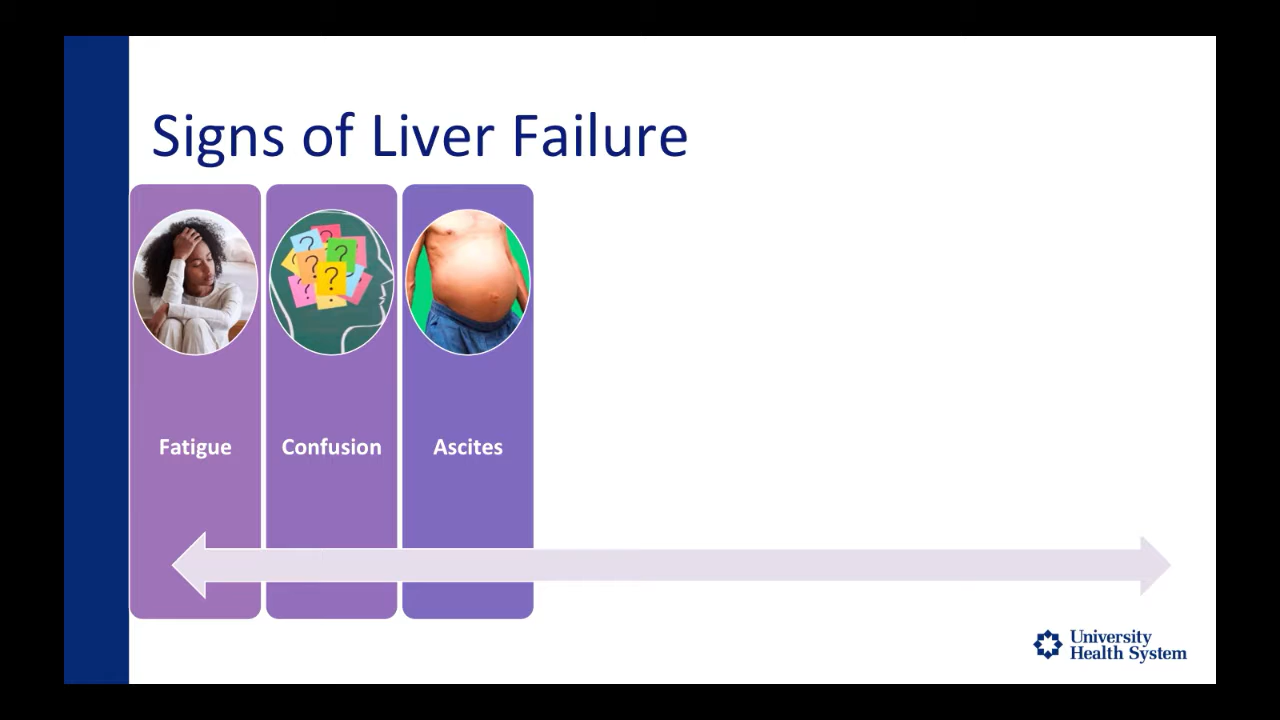 Signs of Liver Failure
? ? ? ? ? ?
Fatigue
Confusion
Ascites
University
Health System